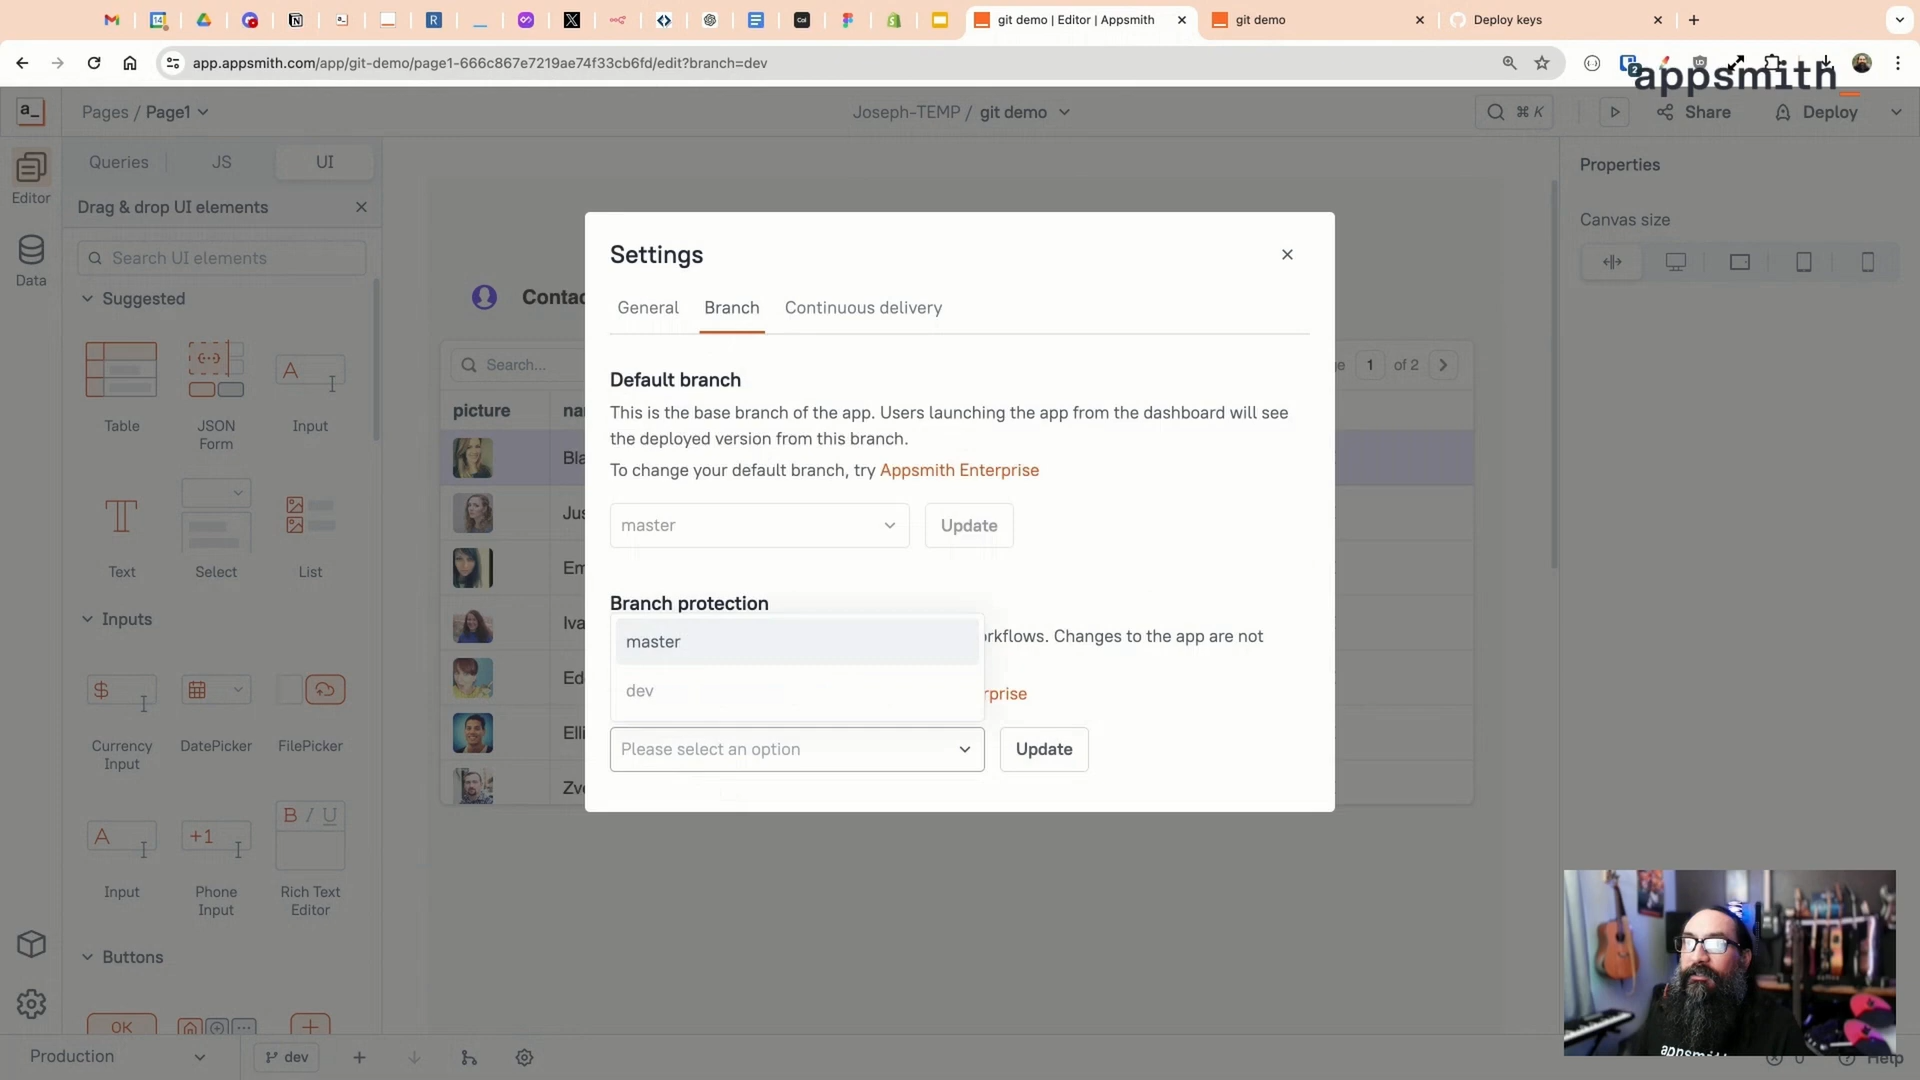 git demo | Editor | Appsmith
git demo
Deploy keys
app.appsmith.com/app/git-demo/page1-666c867e7219ae74f33cb6fd/edit?branch=dev
appsmith_
a_
Pages / Page1
Joseph-TEMP / git demo
⌘ K
Share
Deploy
Queries
JS
UI
Editor
Data
Drag & drop UI elements
Search UI elements
Suggested
Table
JSON
Form
Input
Text
Select
List
Inputs
Currency
Input
DatePicker
FilePicker
Input
Phone
Input
Rich Text
Editor
Buttons
OK
Properties
Canvas size
Contac
Search...
1
of 2
picture
na
Bla
Jus
Em
Iva
Ed
Elli
Zv
Settings
General
Branch
Continuous delivery
Default branch
This is the base branch of the app. Users launching the app from the dashboard will see
the deployed version from this branch.
To change your default branch, try Appsmith Enterprise
master
Update
Branch protection
master
dev
rkflows. Changes to the app are not
rprise
Please select an option
Update
Production
dev
0
Help